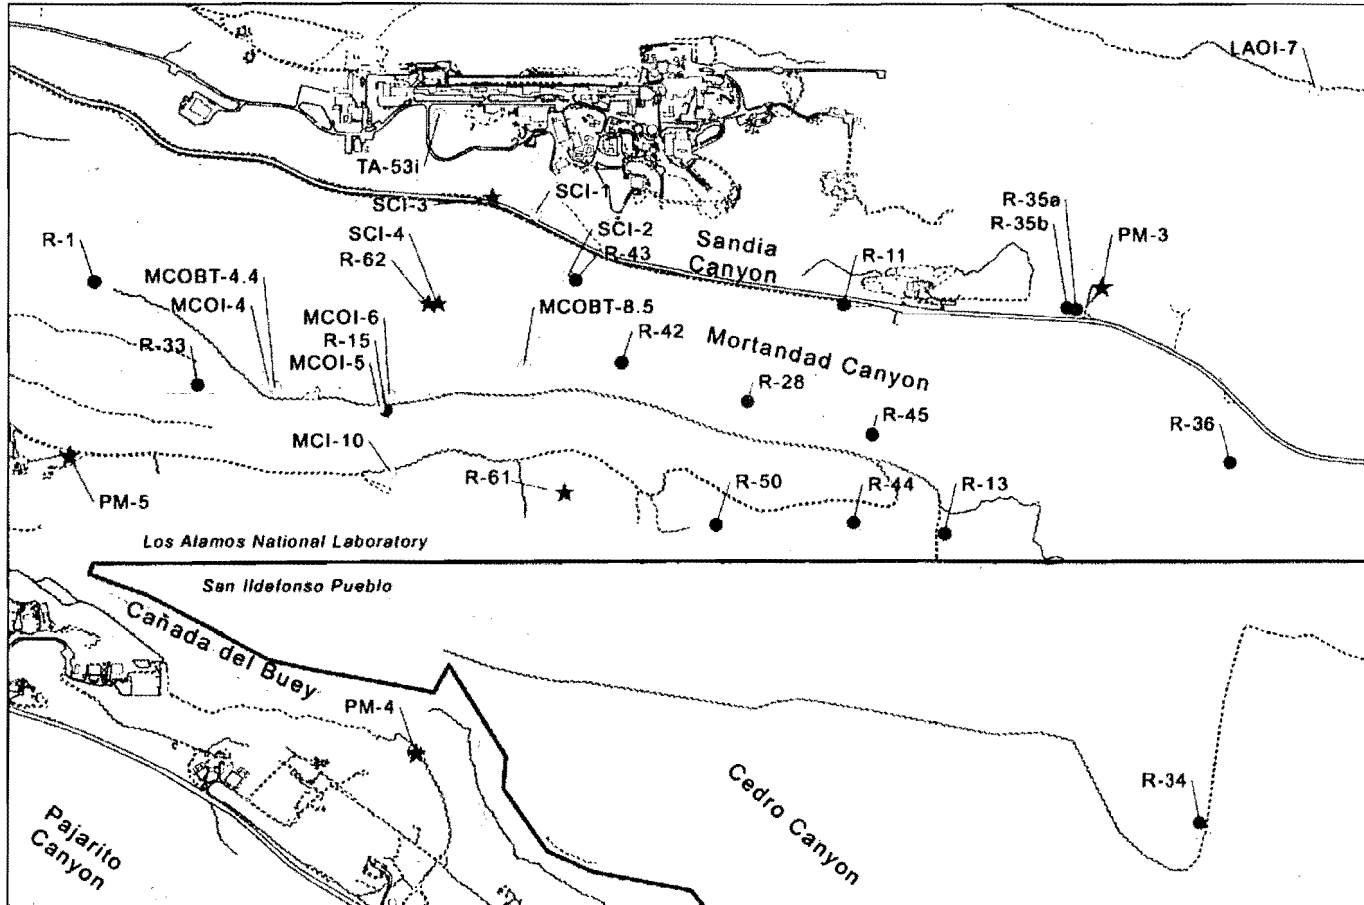 LAOI-7
TA-53i
SCI-1
SCI-3
R-35a
R-35b
PM-3
R-1
SCI-4
R-62
SCI-2
R-43
Sandia
Canyon
R-11
MCOBT-4.4
MCOI-4
MCOI-6
R-15
MCOI-5
MCOBT-8.5
R-33
R-42
Mortandad Canyon
R-28
R-45
R-36
MCI-10
R-61
R-50
R-44
R-13
PM-5
Los Alamos National Laboratory
San Ildefonso Pueblo
Cañada del Buey
PM-4
R-34
Cedro Canyon
Pajarito
Canyon